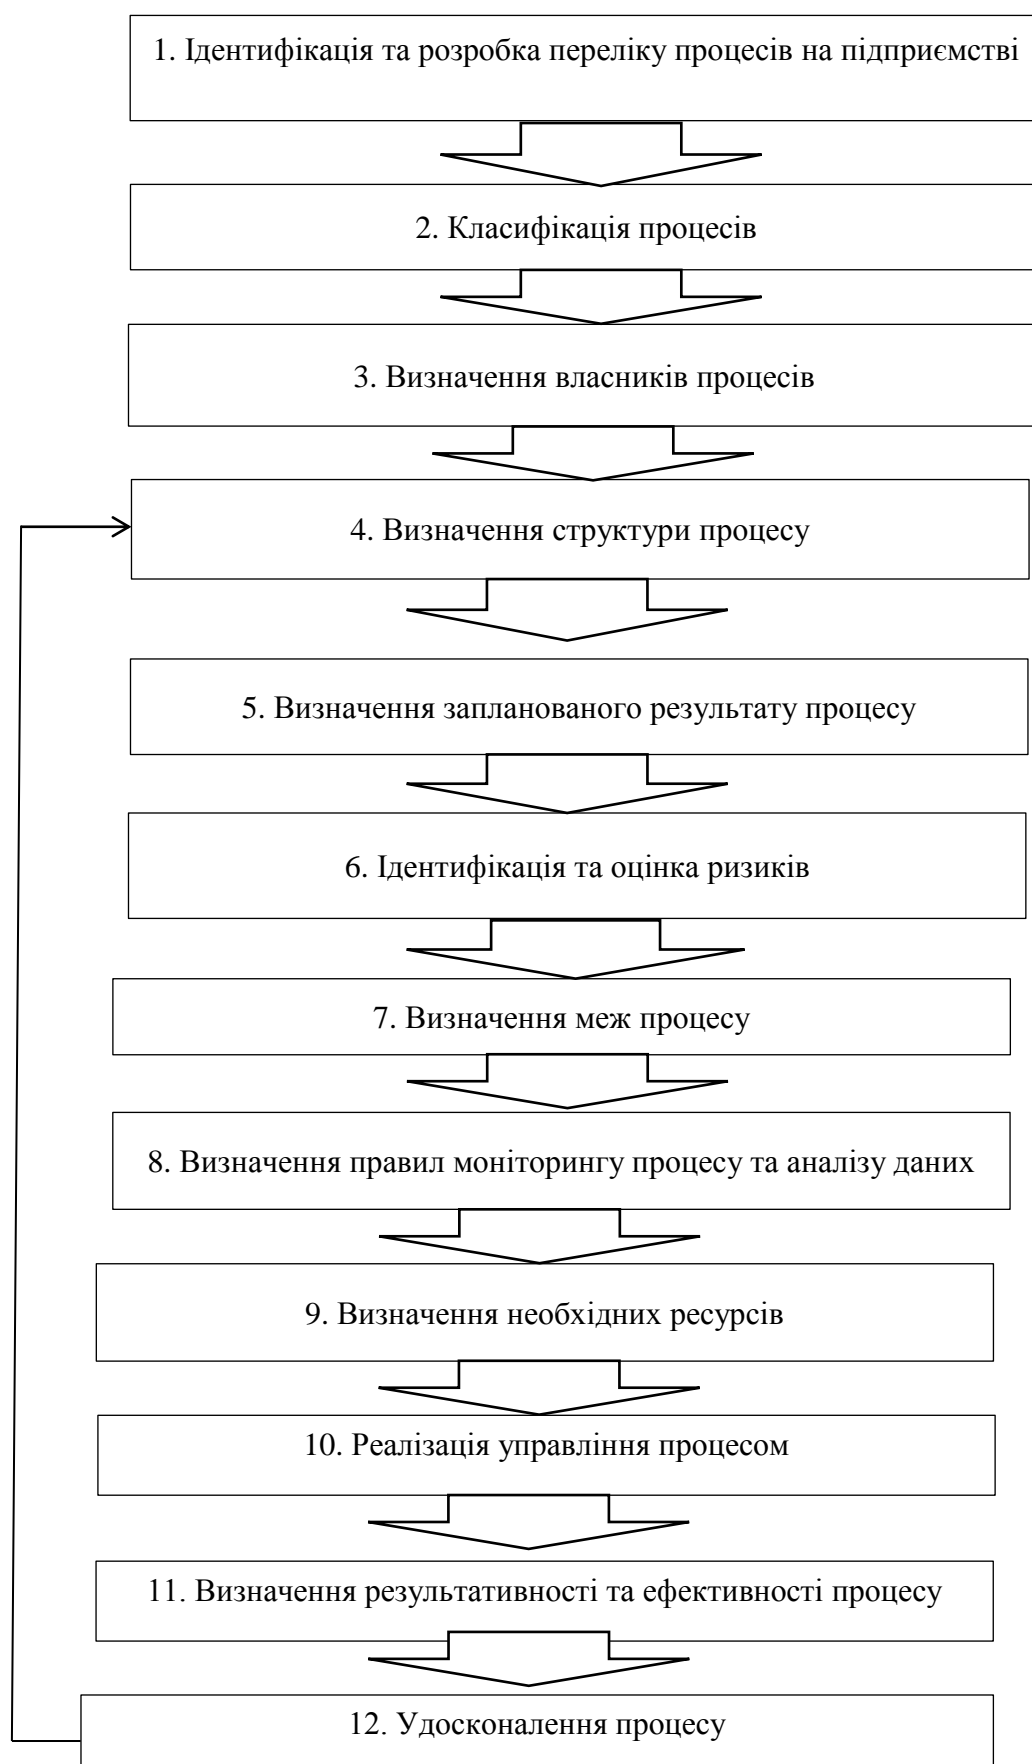 1. Ідентифікація та розробка переліку процесів на підприємстві
2. Класифікація процесів
3. Визначення власників процесів
4. Визначення структури процесу
5. Визначення запланованого результату процесу
6. Ідентифікація та оцінка ризиків
7. Визначення меж процесу
8. Визначення правил моніторингу процесу та аналізу даних
9. Визначення необхідних ресурсів
10. Реалізація управління процесом
11. Визначення результативності та ефективності процесу
12. Удосконалення процесу